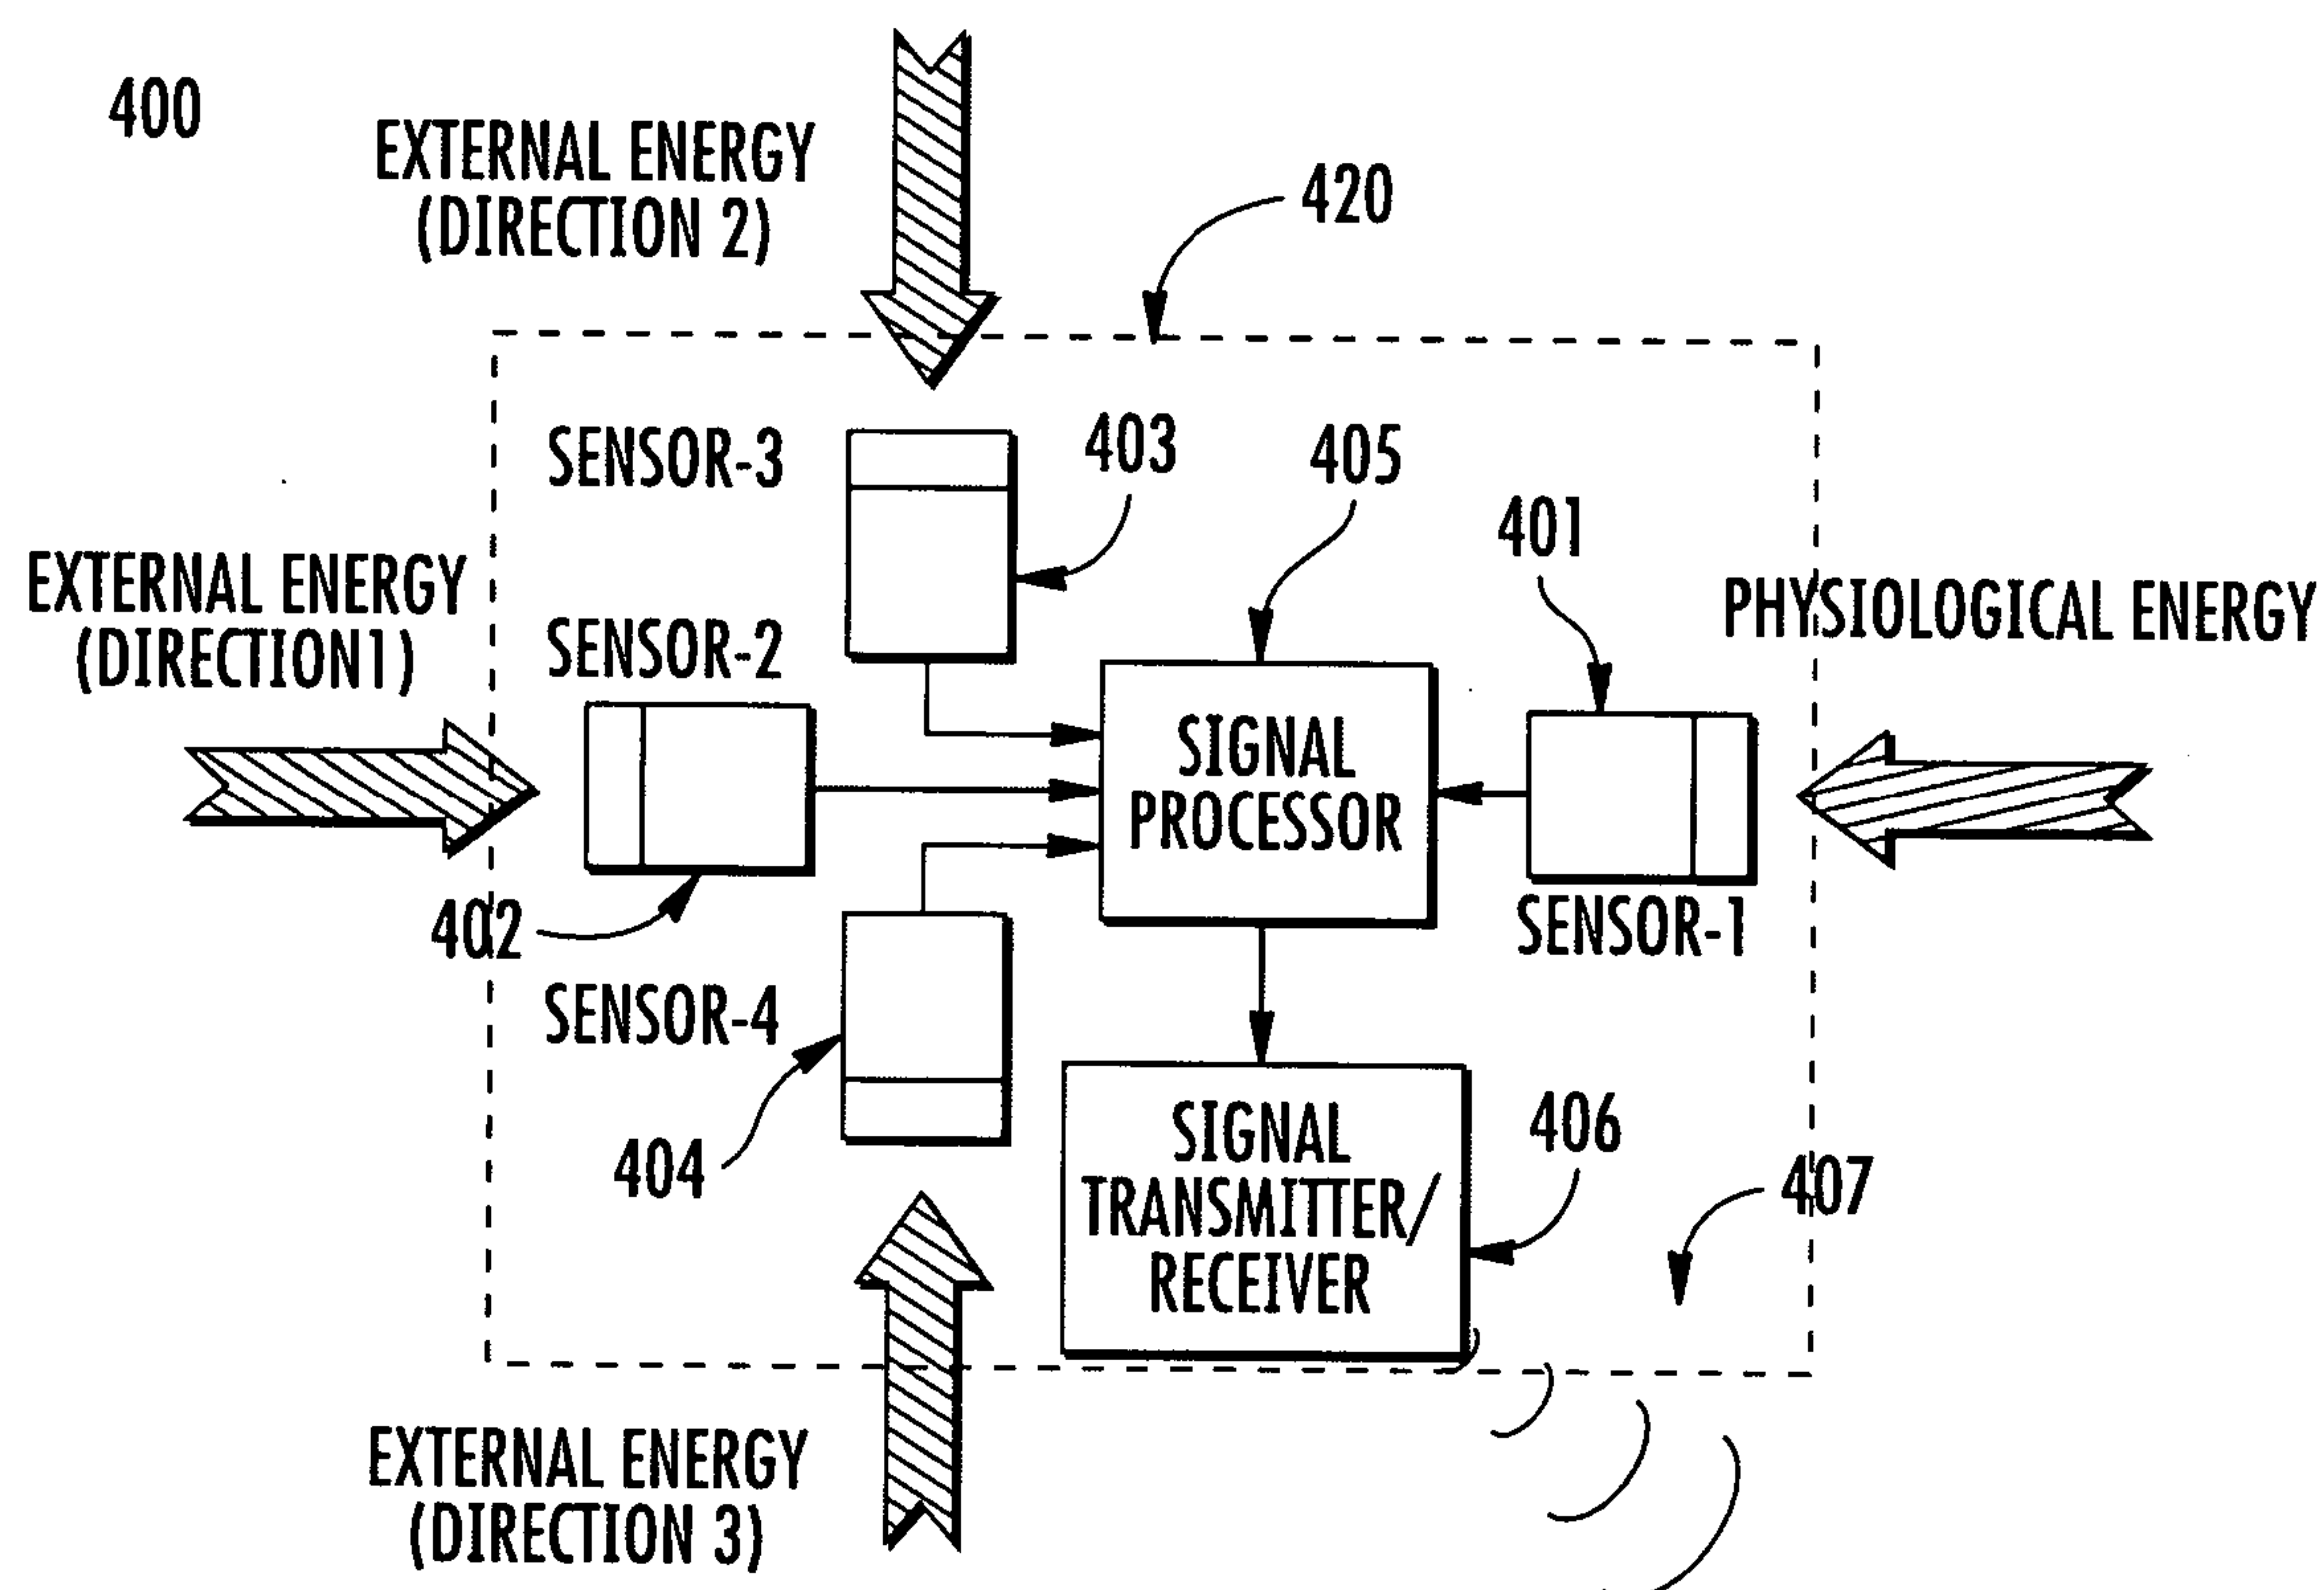 400
EXTERNAL ENERGY
(DIRECTION 2)
420
SENSOR-3
403
405
401
EXTERNAL ENERGY
(DIRECTION1)
SENSOR-2
PHYSIOLOGICAL ENERGY
SIGNAL
PROCESSOR
402
SENSOR-1
SENSOR-4
404
SIGNAL
TRANSMITTER/
RECEIVER
406
407
EXTERNAL ENERGY
(DIRECTION 3)